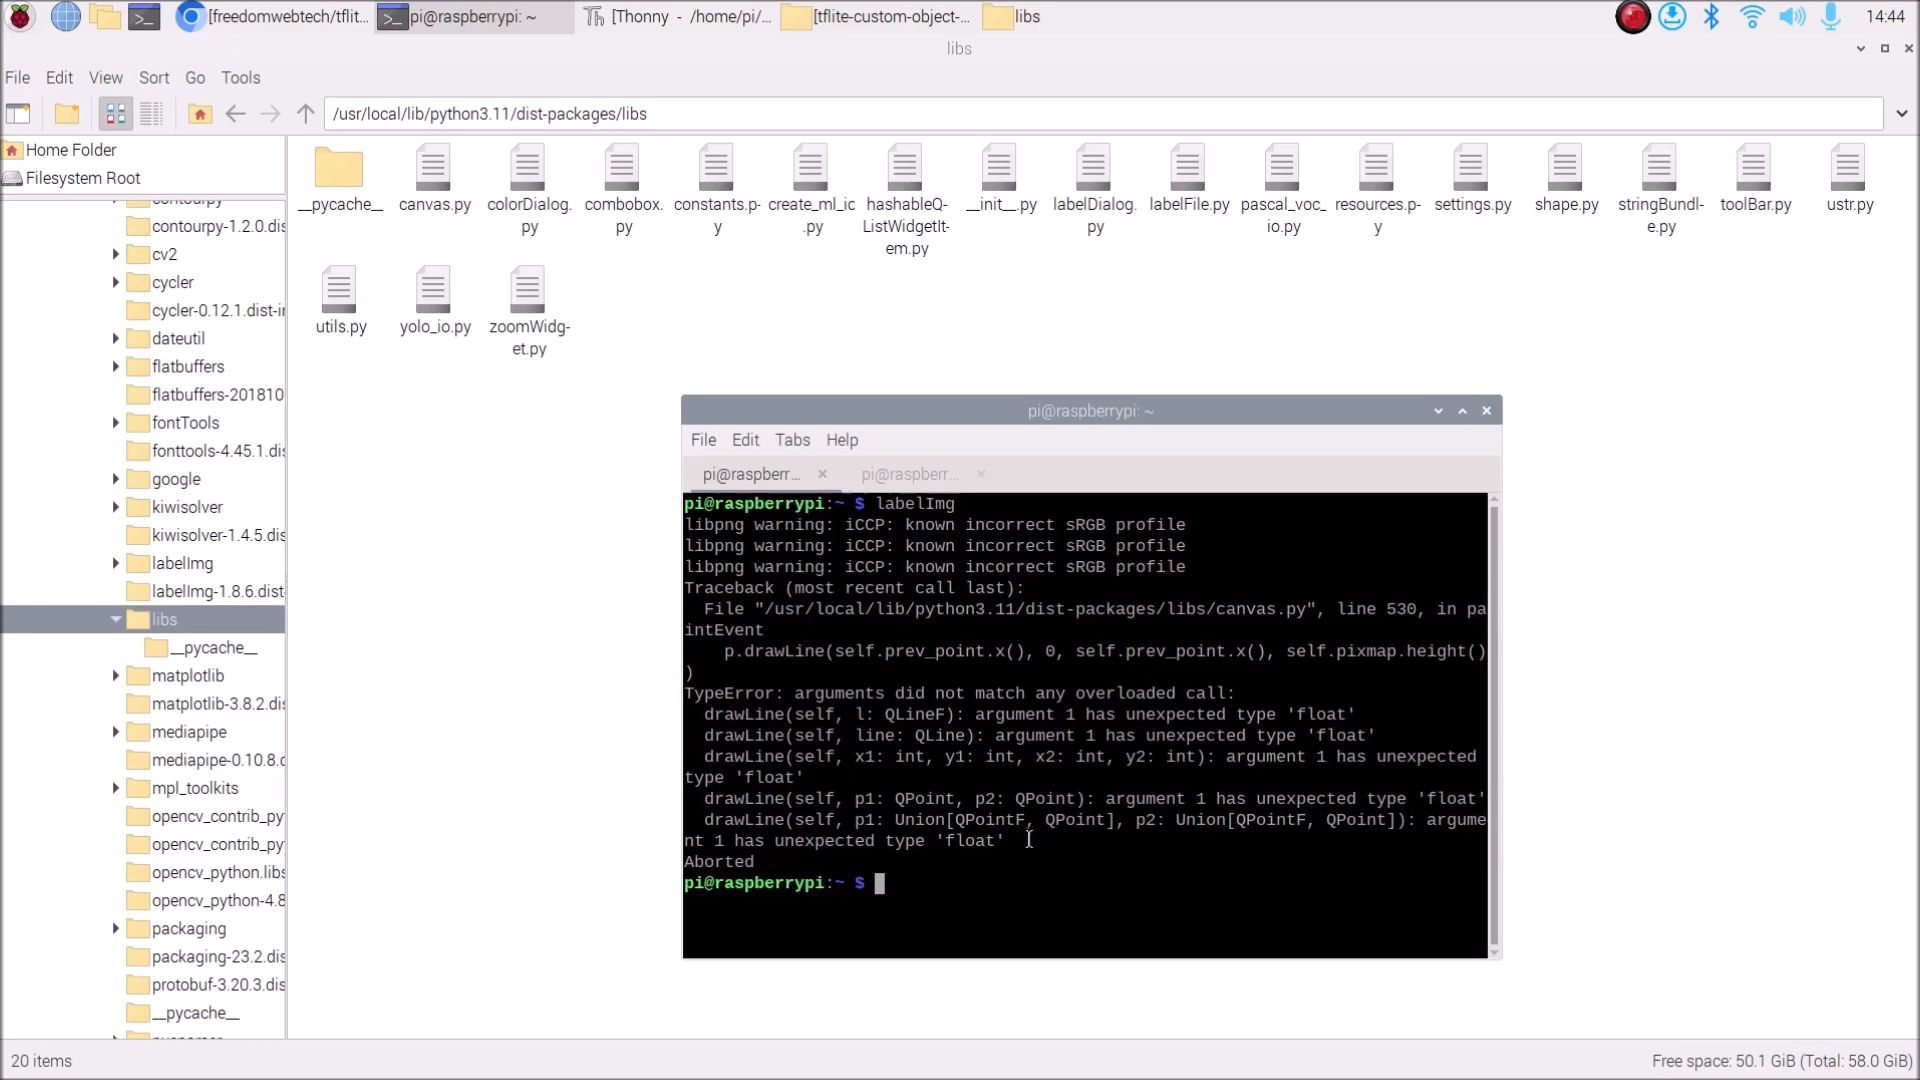 [freedomwebtech/tflit...
pi@raspberrypi: ~
[Thonny - /home/pi/...
[tflite-custom-object-...
libs
14:44
libs
File Edit View Sort Go Tools
/usr/local/lib/python3.11/dist-packages/libs
Home Folder
Filesystem Root
contourpy
contourpy-1.2.0.dis
cv2
cycler
cycler-0.12.1.dist-i
dateutil
flatbuffers
flatbuffers-201810
fontTools
fonttools-4.45.1.dis
google
kiwisolver
kiwisolver-1.4.5.dis
labelImg
labelImg-1.8.6.dist
libs
__pycache__
matplotlib
matplotlib-3.8.2.dis
mediapipe
mediapipe-0.10.8.d
mpl_toolkits
opencv_contrib_py
opencv_contrib_py
opencv_python.libs
opencv_python-4.8
packaging
packaging-23.2.dis
protobuf-3.20.3.dis
__pycache__
__pycache__
canvas.py
colorDialog.
py
combobox.
py
constants.p-
y
create_ml_ic
.py
hashableQ-
ListWidgetIt-
em.py
__init__.py
labelDialog.
py
labelFile.py
pascal_voc_
io.py
resources.p-
y
settings.py
shape.py
stringBundl-
e.py
toolBar.py
ustr.py
utils.py
yolo_io.py
zoomWidg-
et.py
pi@raspberrypi: ~
File Edit Tabs Help
pi@raspberr...
pi@raspberr...
pi@raspberrypi:~ $ labelImg
libpng warning: iCCP: known incorrect sRGB profile
libpng warning: iCCP: known incorrect sRGB profile
libpng warning: iCCP: known incorrect sRGB profile
Traceback (most recent call last):
File "/usr/local/lib/python3.11/dist-packages/libs/canvas.py", line 530, in pa
intEvent
p.drawLine(self.prev_point.x(), 0, self.prev_point.x(), self.pixmap.height()
)
TypeError: arguments did not match any overloaded call:
drawLine(self, l: QLineF): argument 1 has unexpected type 'float'
drawLine(self, line: QLine): argument 1 has unexpected type 'float'
drawLine(self, x1: int, y1: int, x2: int, y2: int): argument 1 has unexpected
type 'float'
drawLine(self, p1: QPoint, p2: QPoint): argument 1 has unexpected type 'float'
drawLine(self, p1: Union[QPointF, QPoint], p2: Union[QPointF, QPoint]): argume
nt 1 has unexpected type 'float'
Aborted
pi@raspberrypi:~ $
20 items
Free space: 50.1 GiB (Total: 58.0 GiB)